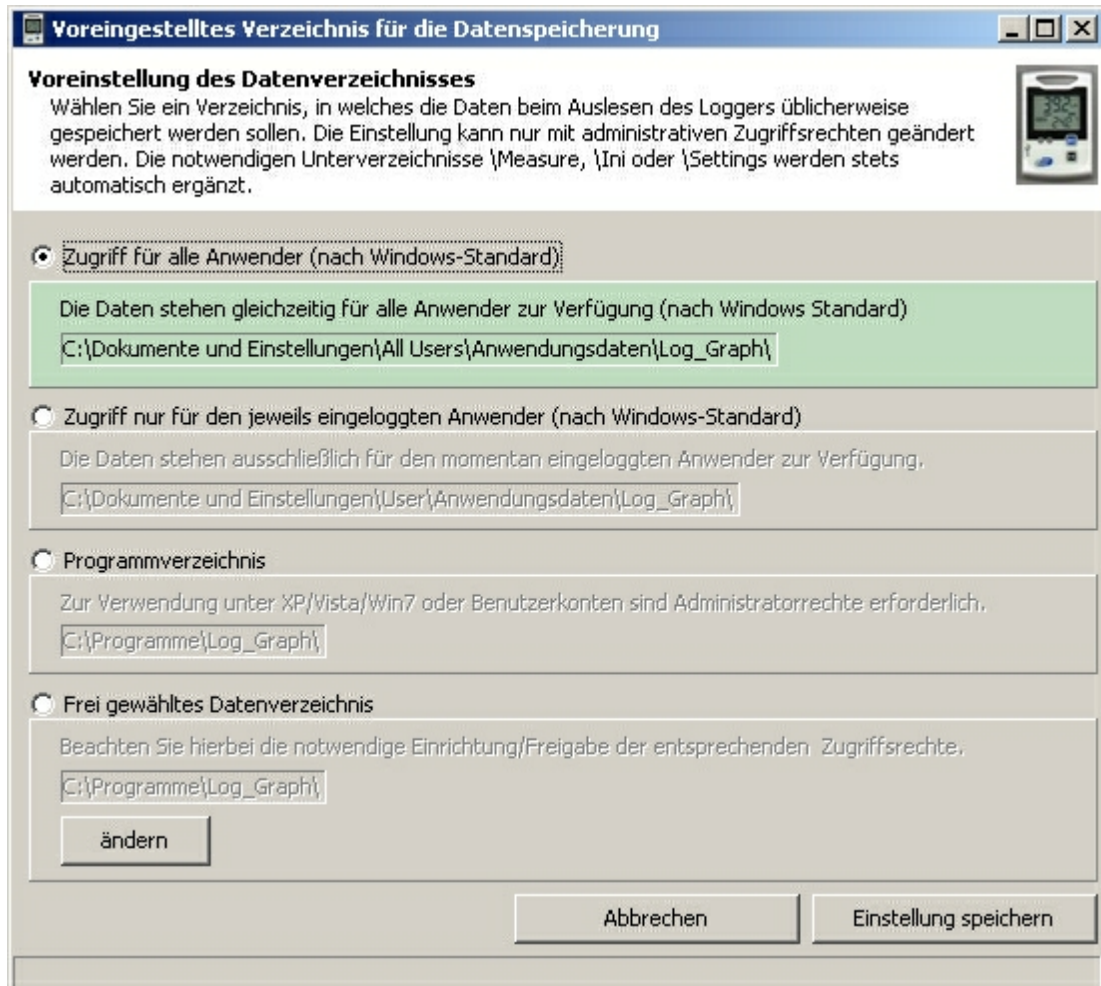 Voreingestelltes Verzeichnis für die Datenspeicherung
Voreinstellung des Datenverzeichnisses
Wählen Sie ein Verzeichnis, in welches die Daten beim Auslesen des Loggers üblicherweise
gespeichert werden sollen. Die Einstellung kann nur mit administrativen Zugriffsrechten geändert
werden. Die notwendigen Unterverzeichnisse \Measure, \Ini oder \Settings werden stets
automatisch ergänzt.
Zugriff für alle Anwender (nach Windows-Standard)
Die Daten stehen gleichzeitig für alle Anwender zur Verfügung (nach Windows Standard)
C:\Dokumente und Einstellungen\All Users\Anwendungsdaten\Log_Graph\
Zugriff nur für den jeweils eingeloggten Anwender (nach Windows-Standard)
Die Daten stehen ausschließlich für den momentan eingeloggten Anwender zur Verfügung.
C:\Dokumente und Einstellungen\User\Anwendungsdaten\Log_Graph\
Programmverzeichnis
Zur Verwendung unter XP/Vista/Win7 oder Benutzerkonten sind Administratorrechte erforderlich.
C:\Programme\Log_Graph\
Frei gewähltes Datenverzeichnis
Beachten Sie hierbei die notwendige Einrichtung/Freigabe der entsprechenden  Zugriffsrechte.
C:\Programme\Log_Graph\
ändern
Abbrechen
Einstellung speichern